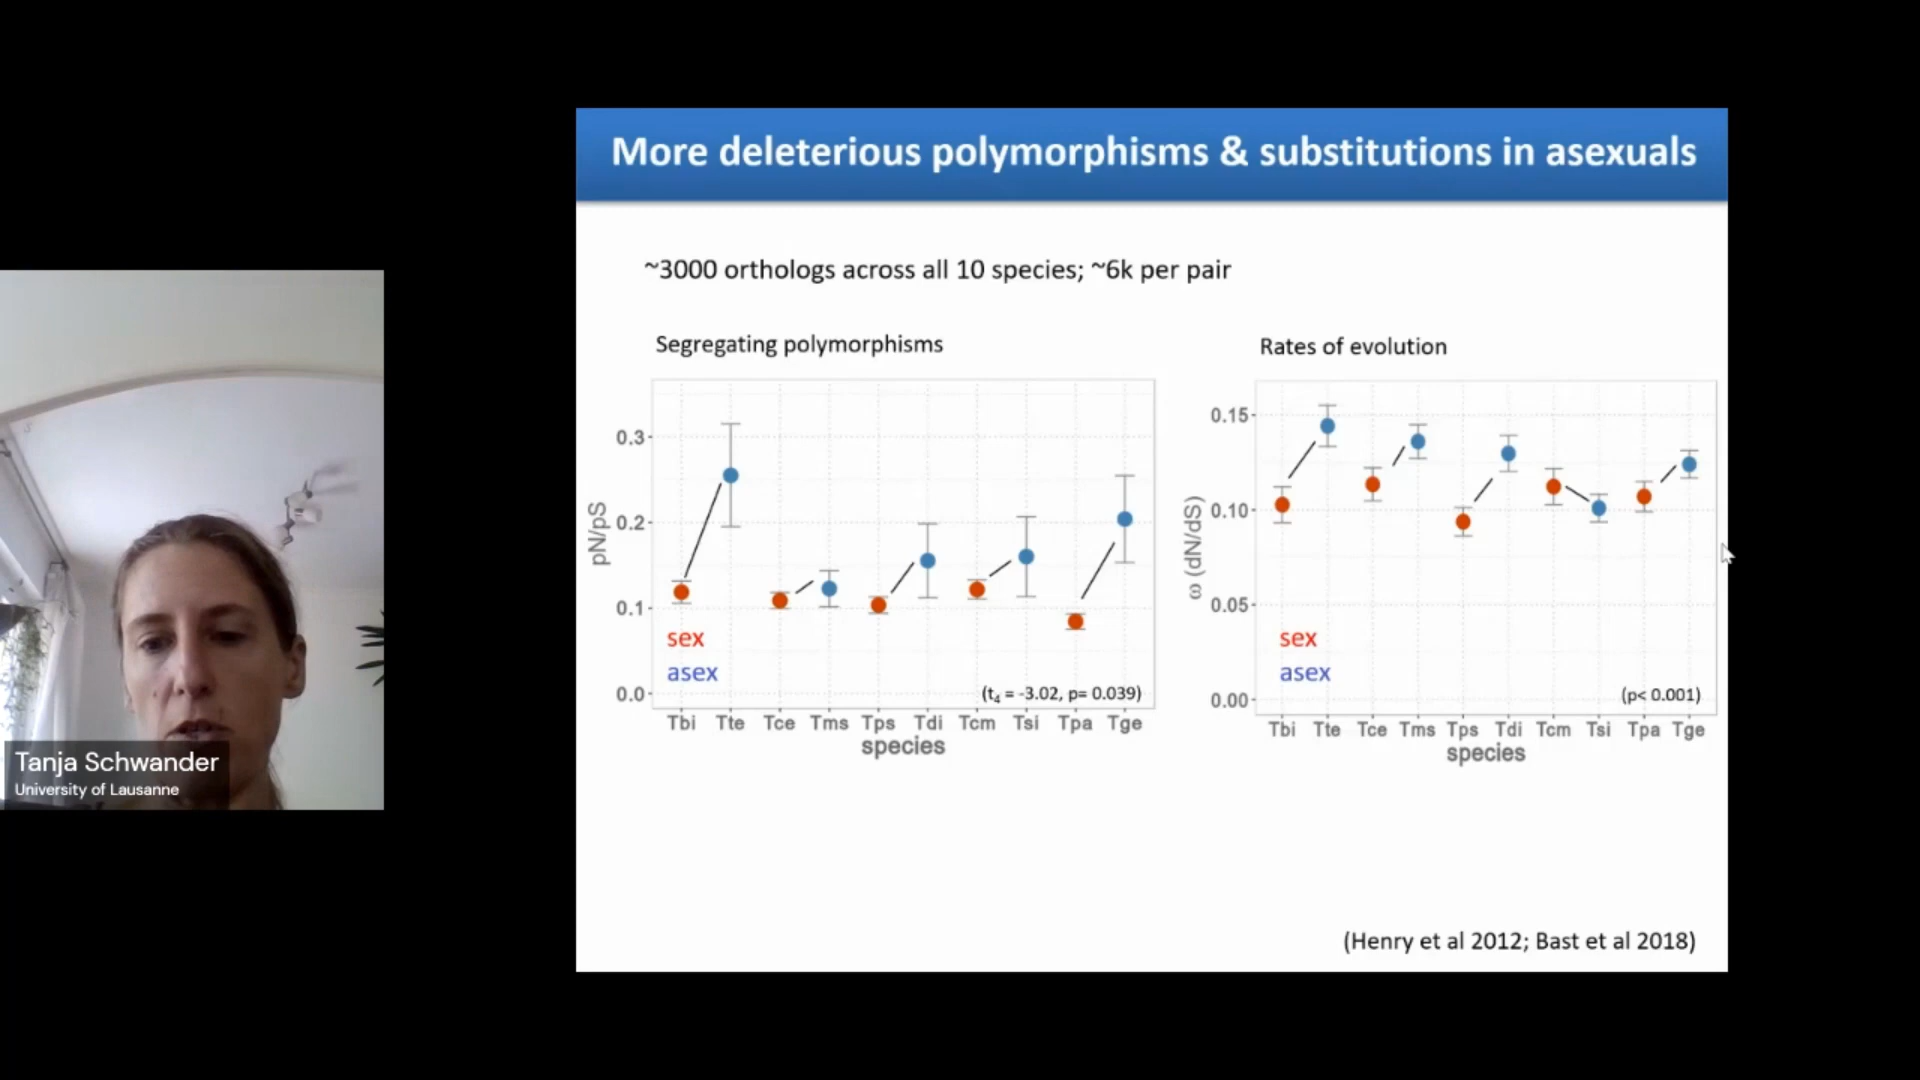 More deleterious polymorphisms & substitutions in asexuals
~3000 orthologs across all 10 species; ~6k per pair
Segregating polymorphisms
0.3
0.2
0.1
0.0
pN/pS
sex
asex
(t₄ = -3.02, p= 0.039)
Tbi Tte Tce Tms Tps Tdi Tcm Tsi Tpa Tge
species
Rates of evolution
0.15
0.10
0.05
0.00
ω (dN/dS)
sex
asex
(p< 0.001)
Tbi Tte Tce Tms Tps Tdi Tcm Tsi Tpa Tge
species
(Henry et al 2012; Bast et al 2018)
Tanja Schwander
University of Lausanne